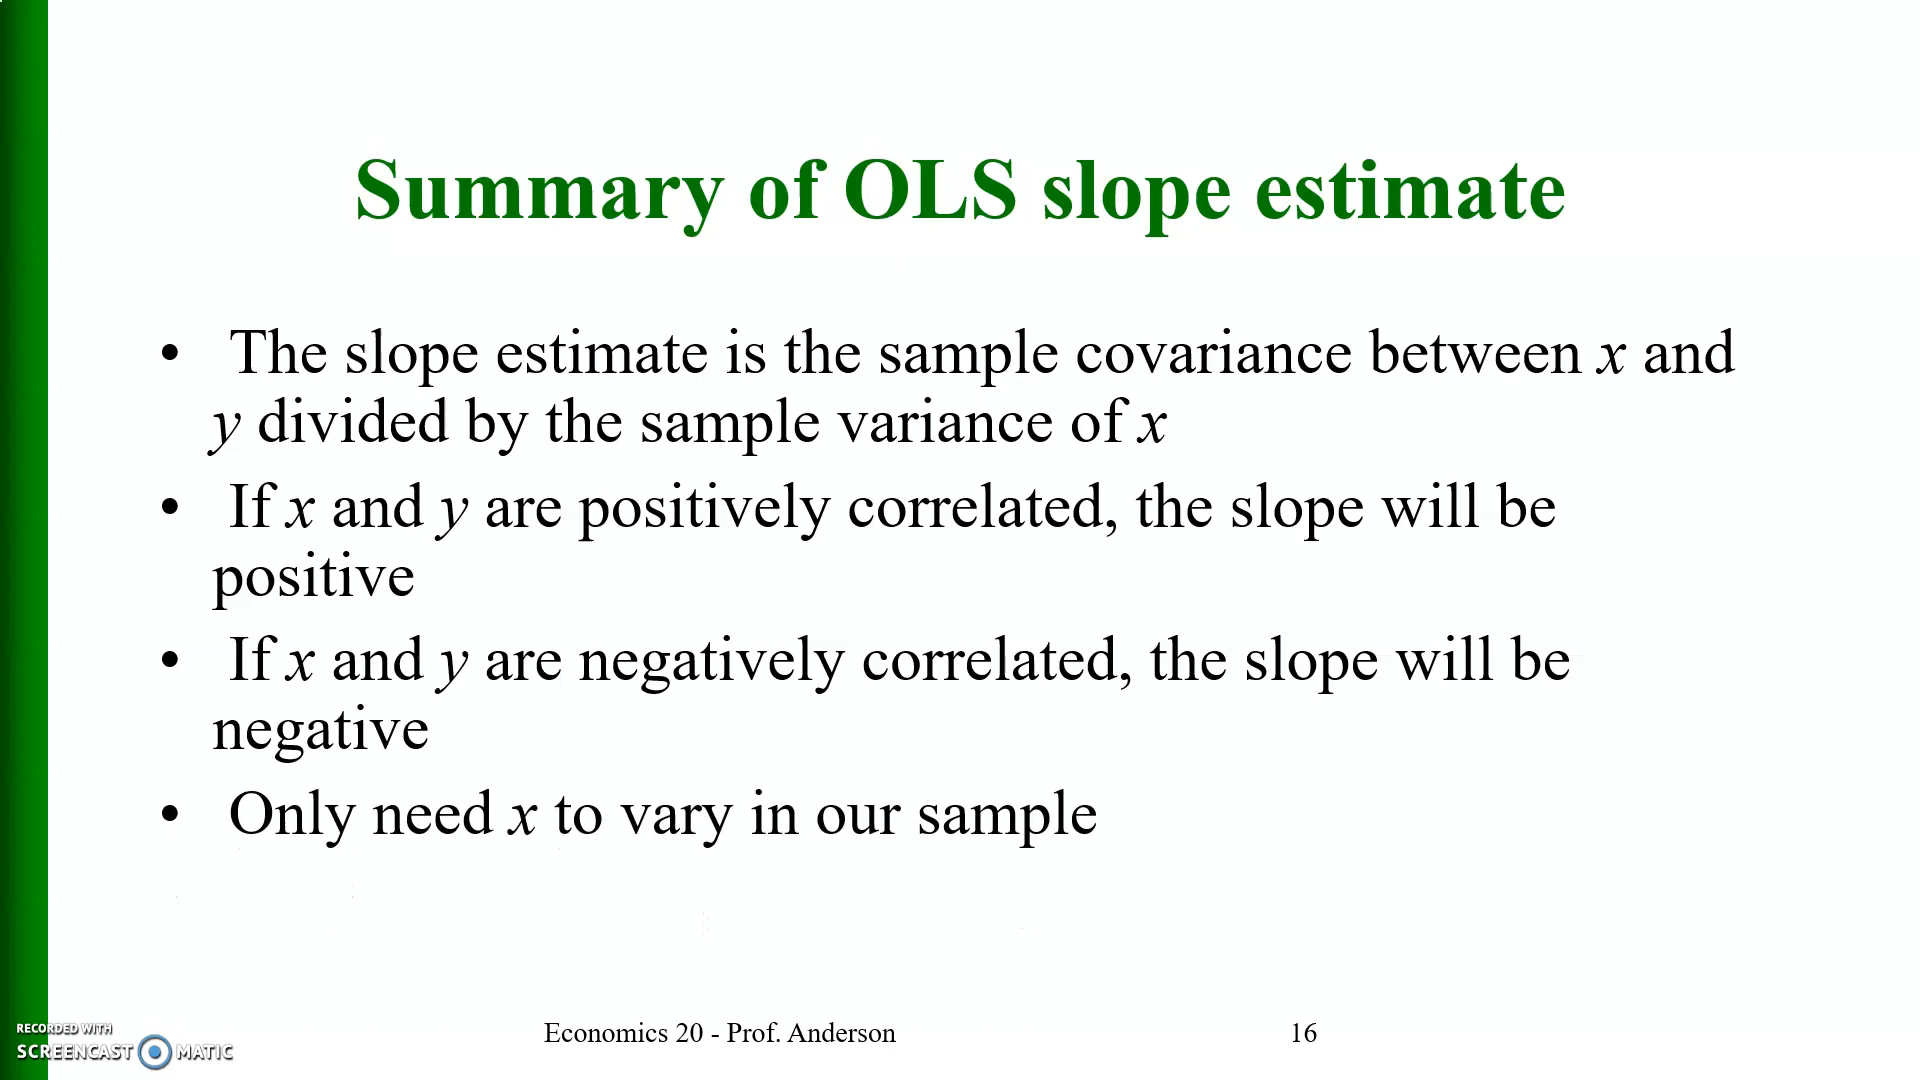 Summary of OLS slope estimate
• The slope estimate is the sample covariance between x and
y divided by the sample variance of x
• If x and y are positively correlated, the slope will be
positive
• If x and y are negatively correlated, the slope will be
negative
• Only need x to vary in our sample
Economics 20 - Prof. Anderson
16
RECORDED WITH
SCREENCAST MATIC